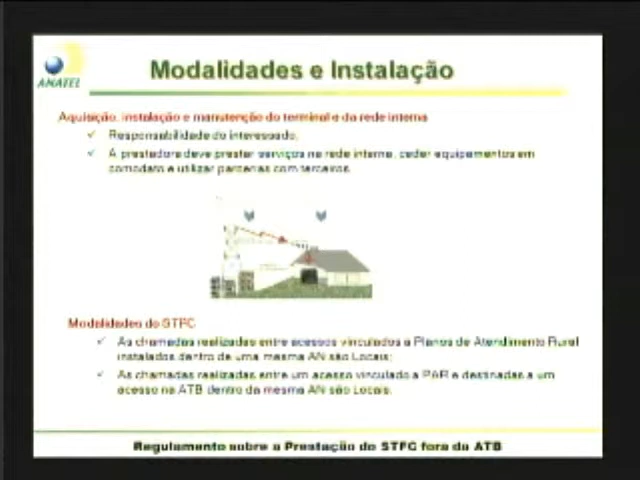 ANATEL
Modalidades e Instalação
Aquisição, instalação e manutenção do terminal e da rede interna
Responsabilidade do interessado.
A prestadora deve prestar serviços na rede interna, ceder equipamentos em
comodato e utilizar parcerias com terceiros.
Modalidades do STFC
As chamadas realizadas entre acessos vinculados a Planos de Atendimento Rural
instalados dentro de uma mesma AN são Locais;
As chamadas realizadas entre um acesso vinculado a PAR e destinadas a um
acesso na ATB dentro da mesma AN são Locais.
Regulamento sobre a Prestação do STFC fora da ATB